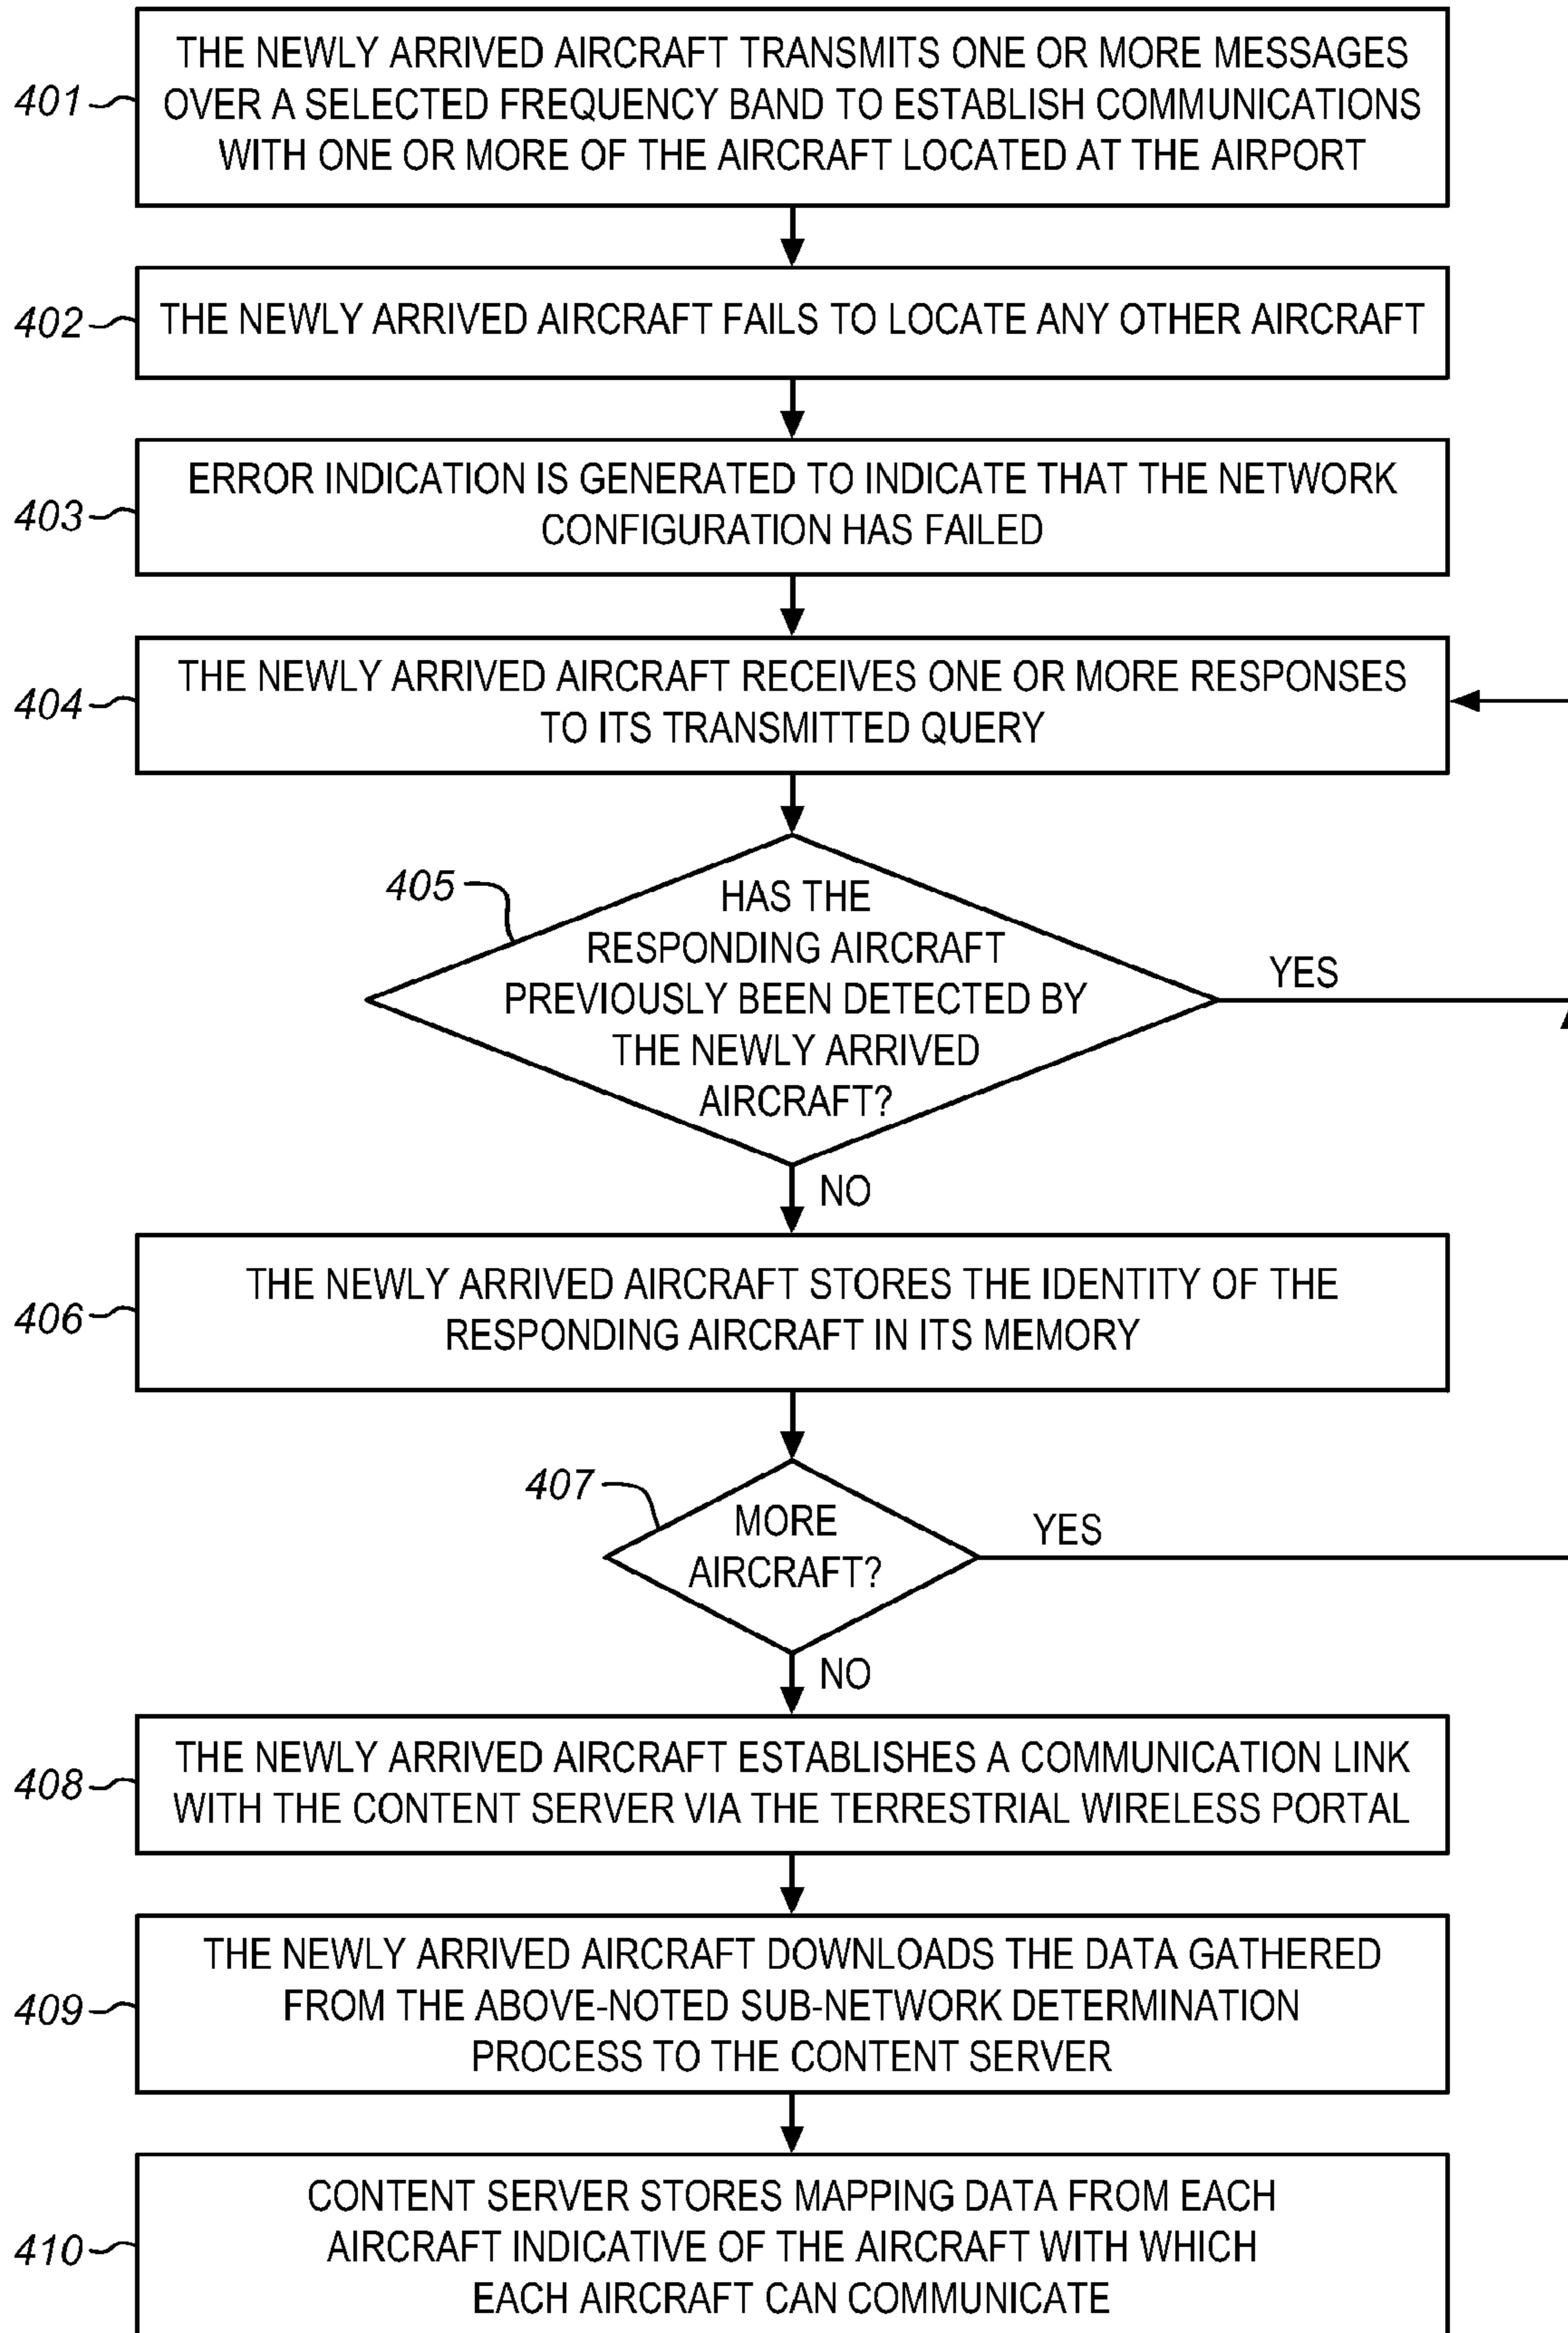 401
THE NEWLY ARRIVED AIRCRAFT TRANSMITS ONE OR MORE MESSAGES
OVER A SELECTED FREQUENCY BAND TO ESTABLISH COMMUNICATIONS
WITH ONE OR MORE OF THE AIRCRAFT LOCATED AT THE AIRPORT
402
THE NEWLY ARRIVED AIRCRAFT FAILS TO LOCATE ANY OTHER AIRCRAFT
403
ERROR INDICATION IS GENERATED TO INDICATE THAT THE NETWORK
CONFIGURATION HAS FAILED
404
THE NEWLY ARRIVED AIRCRAFT RECEIVES ONE OR MORE RESPONSES
TO ITS TRANSMITTED QUERY
405
HAS THE
RESPONDING AIRCRAFT
PREVIOUSLY BEEN DETECTED BY
THE NEWLY ARRIVED
AIRCRAFT?
YES
NO
406
THE NEWLY ARRIVED AIRCRAFT STORES THE IDENTITY OF THE
RESPONDING AIRCRAFT IN ITS MEMORY
407
MORE
AIRCRAFT?
YES
NO
408
THE NEWLY ARRIVED AIRCRAFT ESTABLISHES A COMMUNICATION LINK
WITH THE CONTENT SERVER VIA THE TERRESTRIAL WIRELESS PORTAL
409
THE NEWLY ARRIVED AIRCRAFT DOWNLOADS THE DATA GATHERED
FROM THE ABOVE-NOTED SUB-NETWORK DETERMINATION
PROCESS TO THE CONTENT SERVER
410
CONTENT SERVER STORES MAPPING DATA FROM EACH
AIRCRAFT INDICATIVE OF THE AIRCRAFT WITH WHICH
EACH AIRCRAFT CAN COMMUNICATE